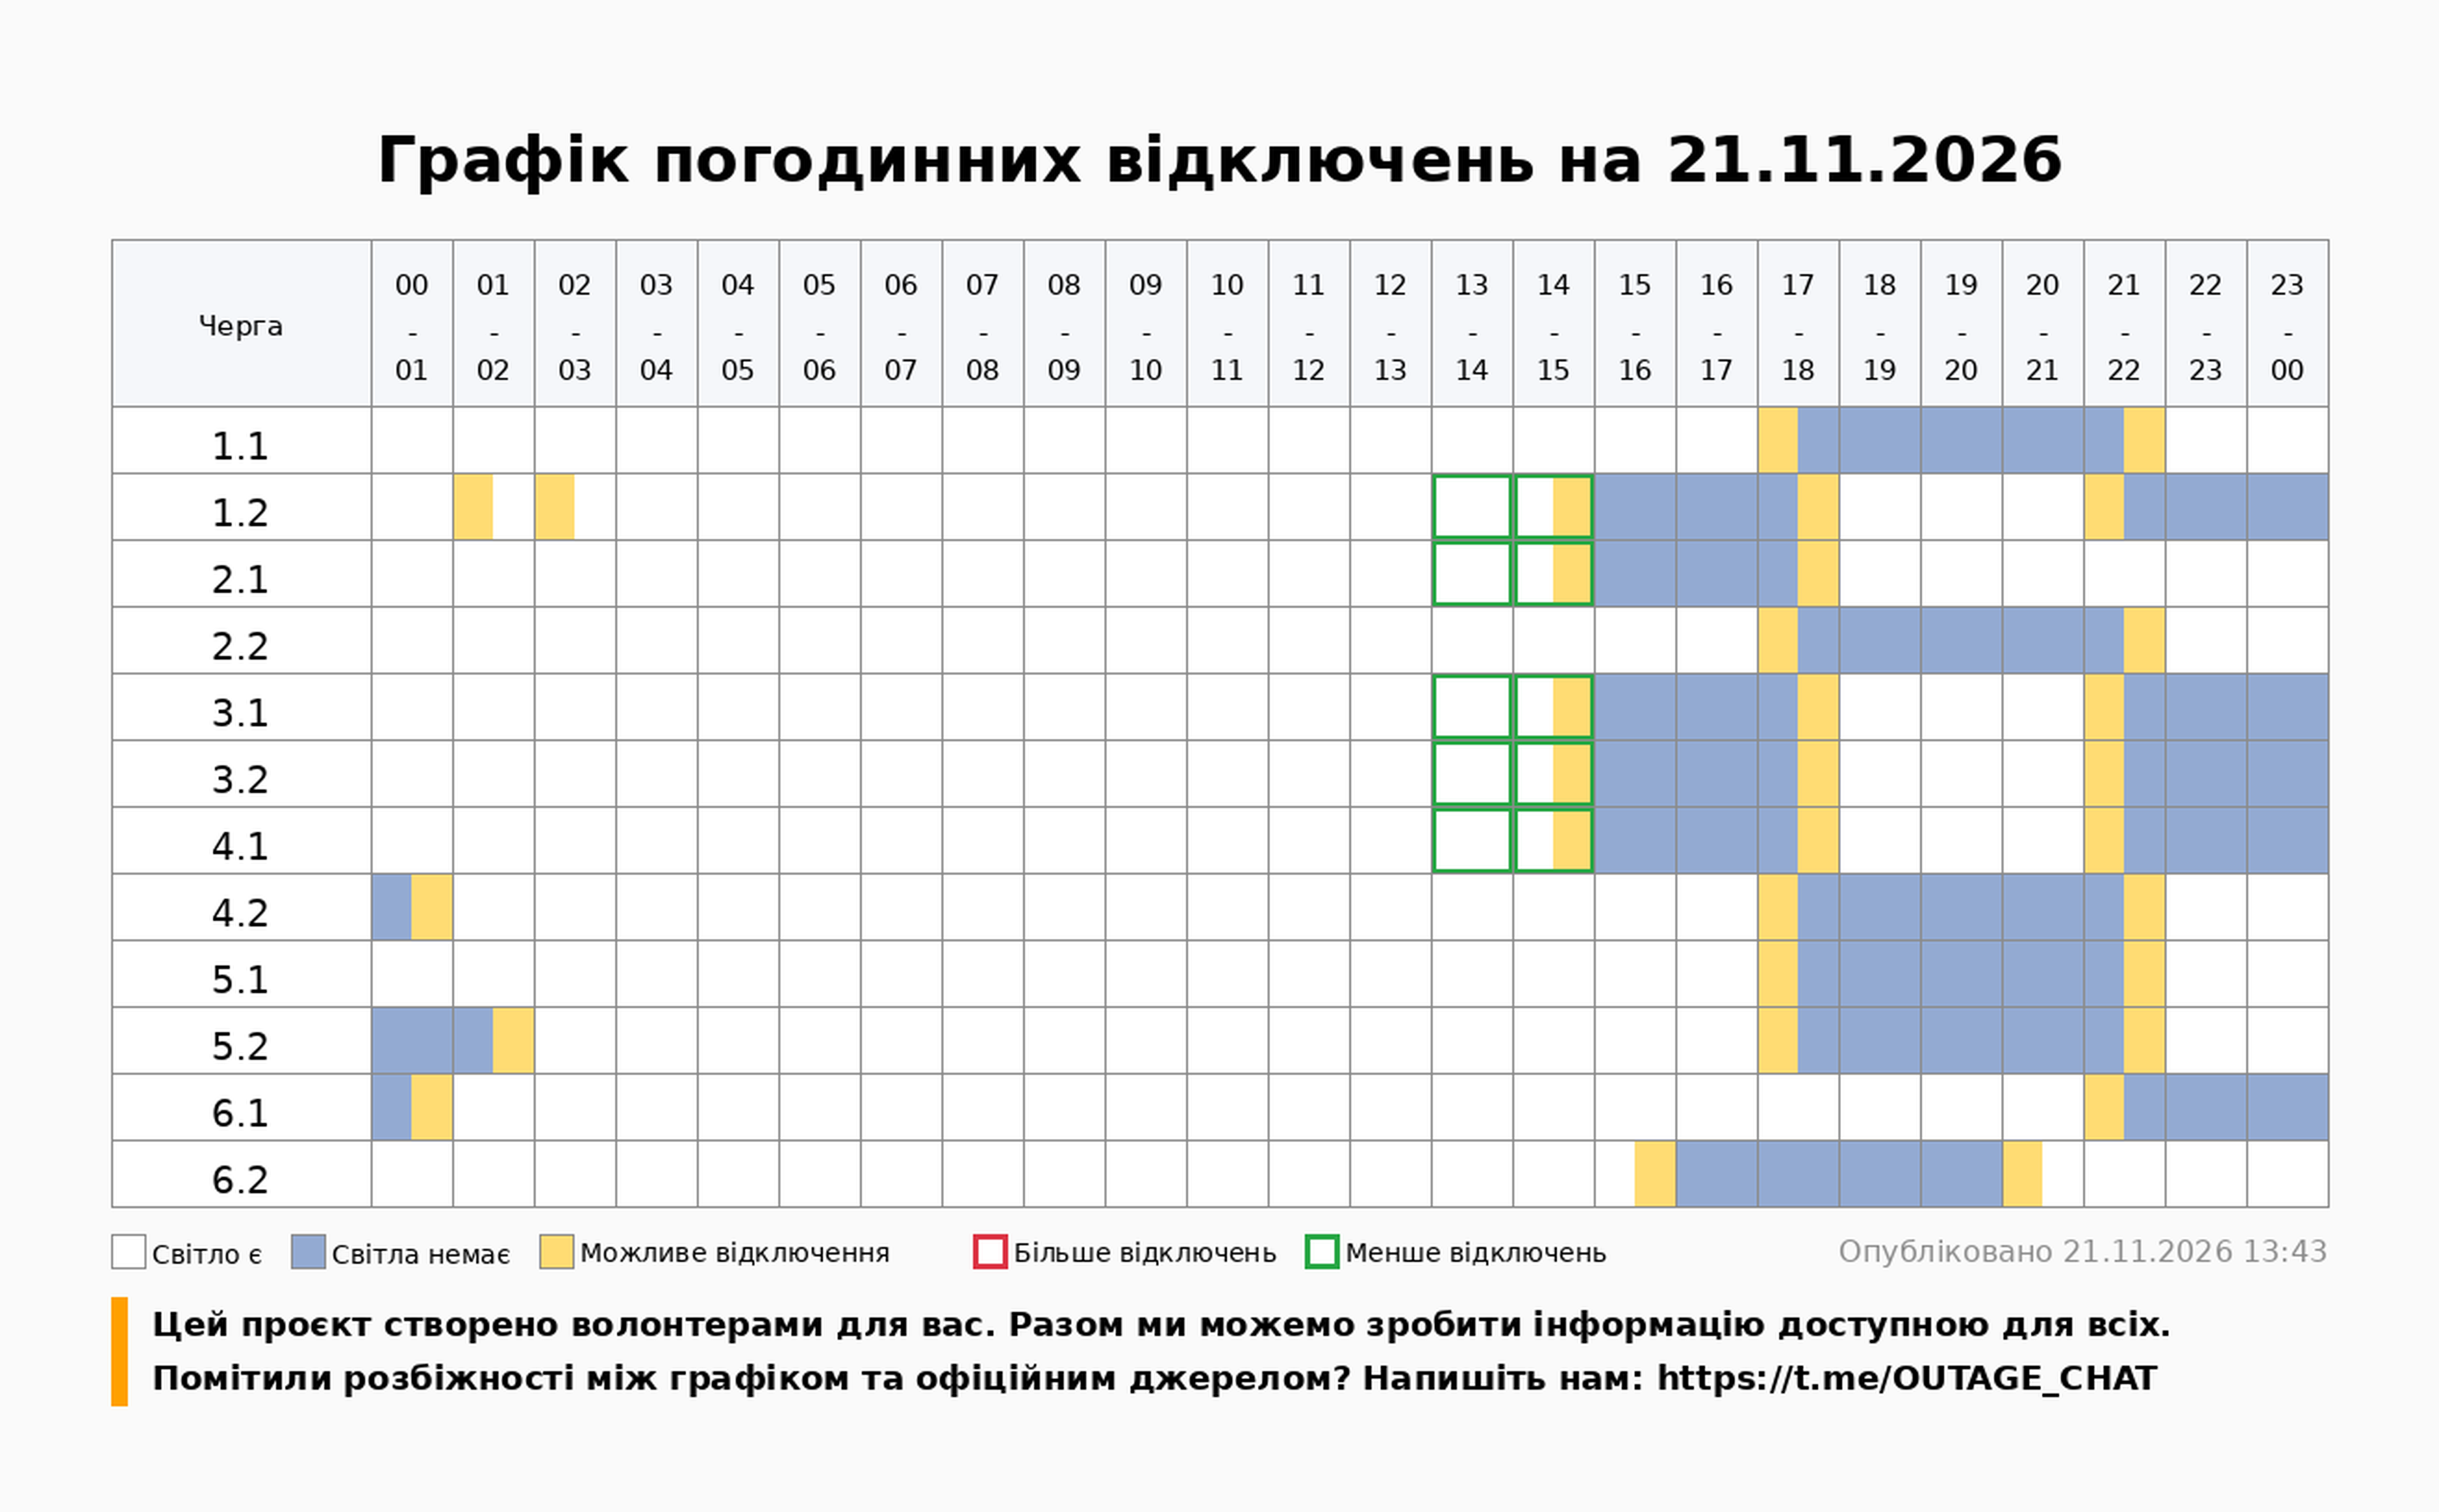 Графік погодинних відключень на 21.11.2026
Черга
00 - 01
01 - 02
02 - 03
03 - 04
04 - 05
05 - 06
06 - 07
07 - 08
08 - 09
09 - 10
10 - 11
11 - 12
12 - 13
13 - 14
14 - 15
15 - 16
16 - 17
17 - 18
18 - 19
19 - 20
20 - 21
21 - 22
22 - 23
23 - 00
1.1
1.2
2.1
2.2
3.1
3.2
4.1
4.2
5.1
5.2
6.1
6.2
Світло є Світла немає Можливе відключення Більше відключень Менше відключень Опубліковано 21.11.2026 13:43
Цей проєкт створено волонтерами для вас. Разом ми можемо зробити інформацію доступною для всіх.
Помітили розбіжності між графіком та офіційним джерелом? Напишіть нам: https://t.me/OUTAGE_CHAT